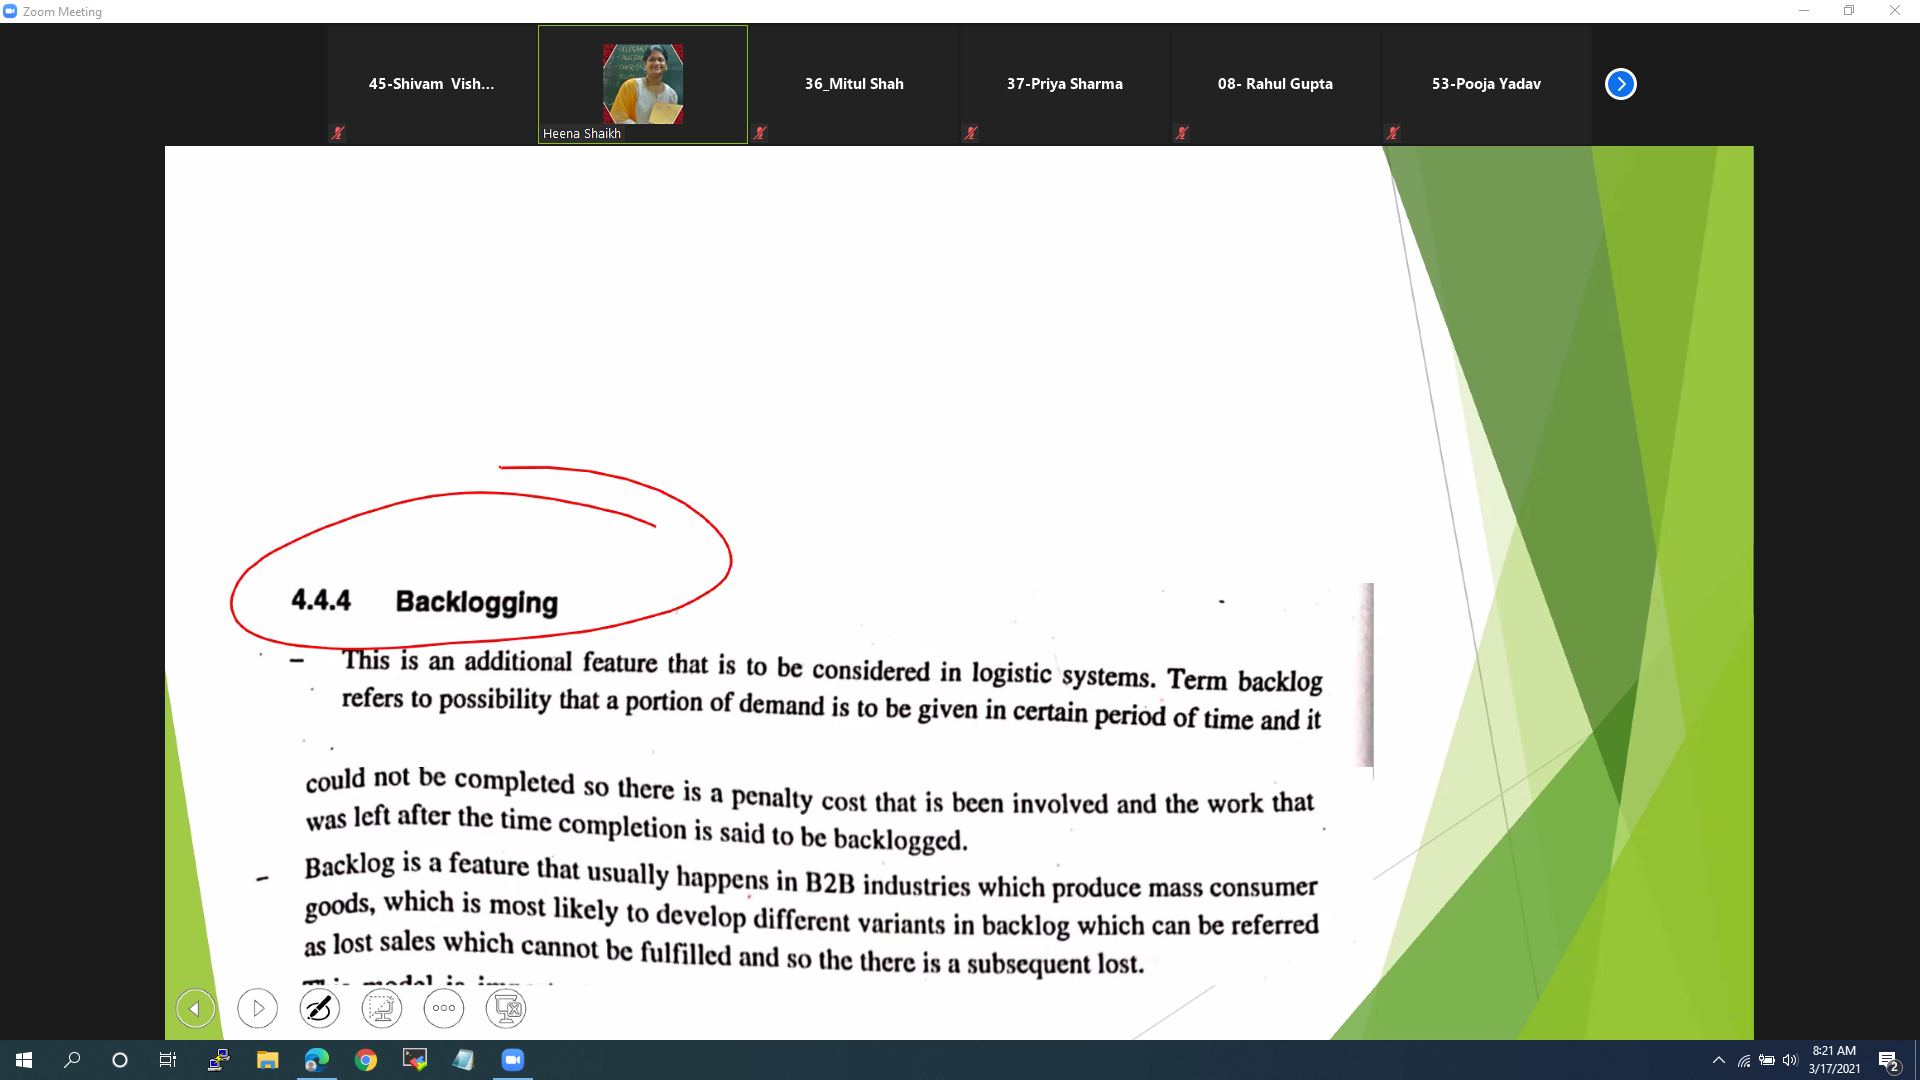 Zoom Meeting
45-Shivam Vish...
Heena Shaikh
36_Mitul Shah
37-Priya Sharma
08- Rahul Gupta
53-Pooja Yadav
4.4.4 Backlogging
– This is an additional feature that is to be considered in logistic systems. Term backlog
refers to possibility that a portion of demand is to be given in certain period of time and it
could not be completed so there is a penalty cost that is been involved and the work that
was left after the time completion is said to be backlogged.
– Backlog is a feature that usually happens in B2B industries which produce mass consumer
goods, which is most likely to develop different variants in backlog which can be referred
as lost sales which cannot be fulfilled and so the there is a subsequent lost.
This model is
8:21 AM
3/17/2021
2